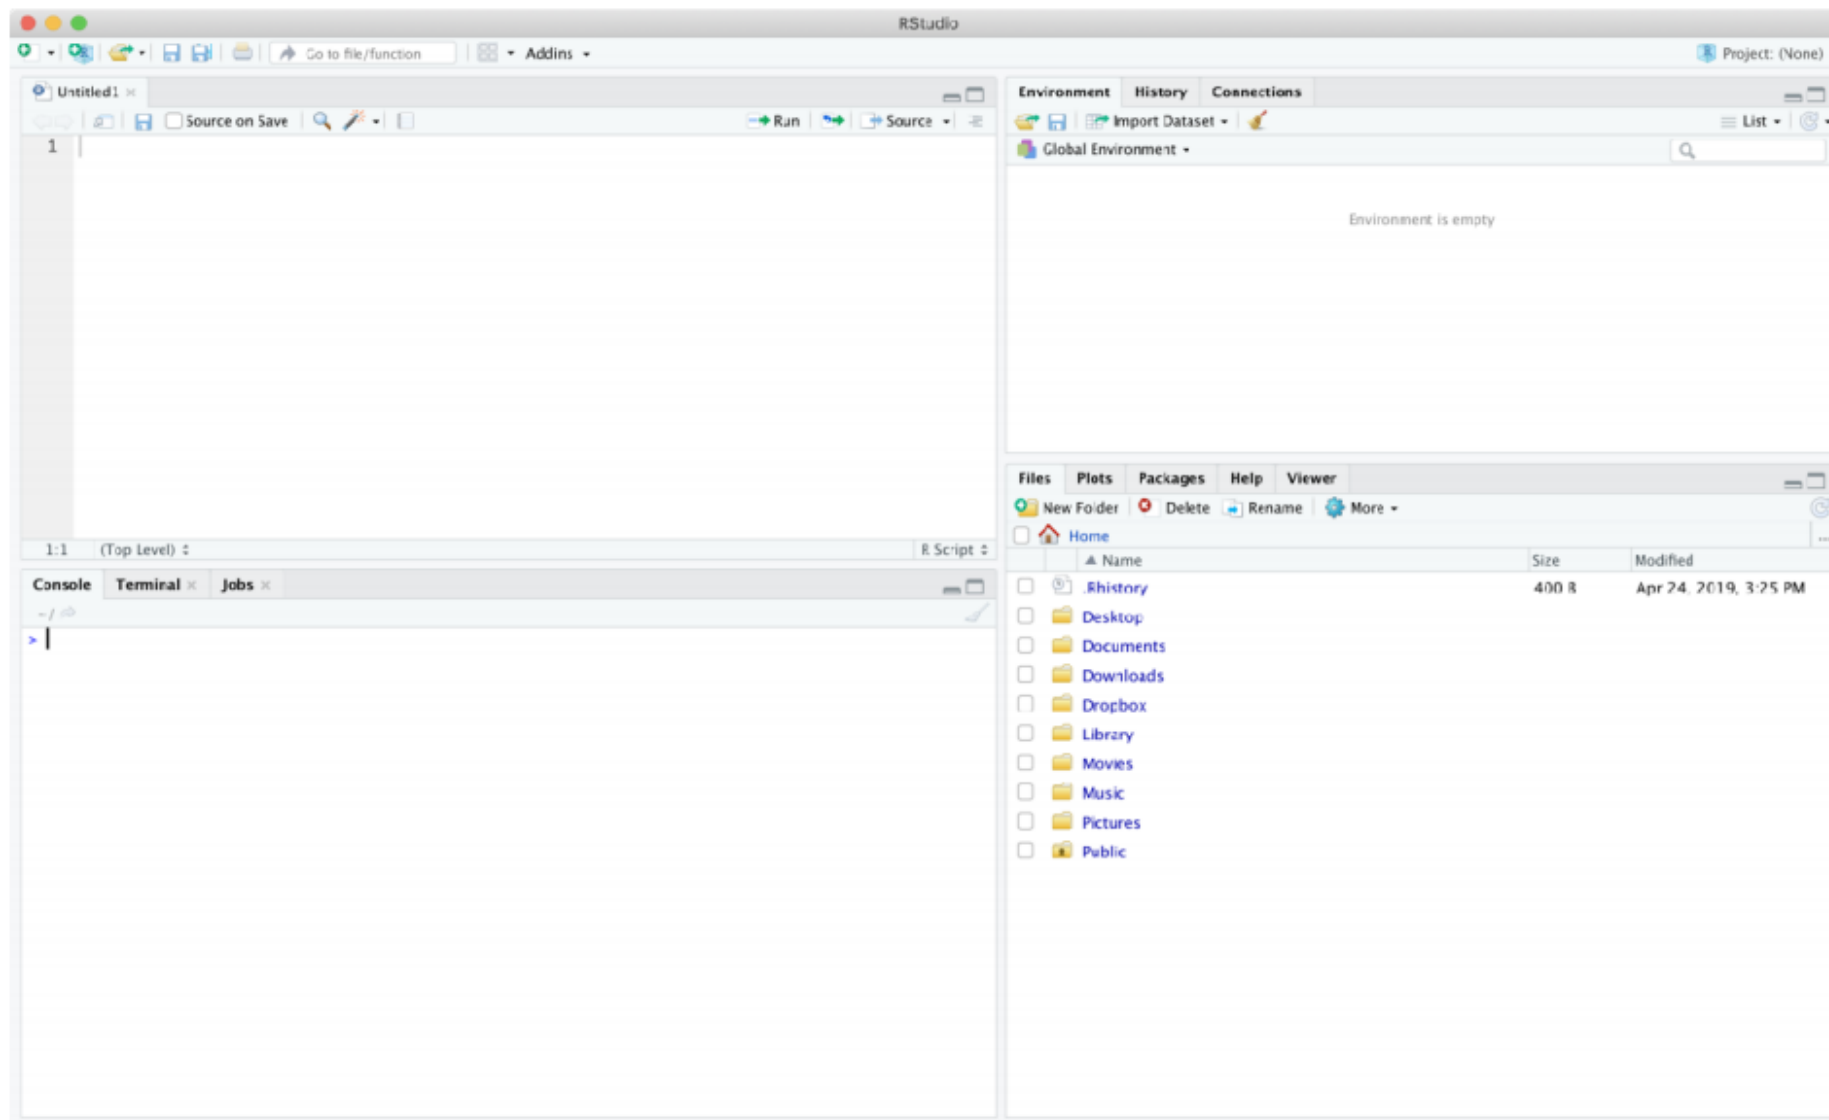 RStudio
Go to file/function Addins Project: (None)
Untitled1
Source on Save Run Source
1
1:1 (Top Level) R Script
Console Terminal Jobs
~/
>
Environment History Connections
Import Dataset List
Global Environment
Environment is empty
Files Plots Packages Help Viewer
New Folder Delete Rename More
Home ...
Name Size Modified
.Rhistory 400 B Apr 24, 2019, 3:25 PM
Desktop
Documents
Downloads
Dropbox
Library
Movies
Music
Pictures
Public